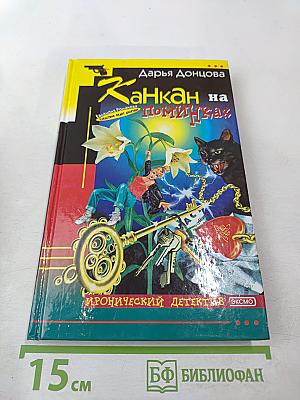 Дарья Донцова
Канкан на
поминках
ИРОНИЧЕСКИЙ ДЕТЕКТИВ
ЭКСМО
15 см
БФ БИБЛИОФАН